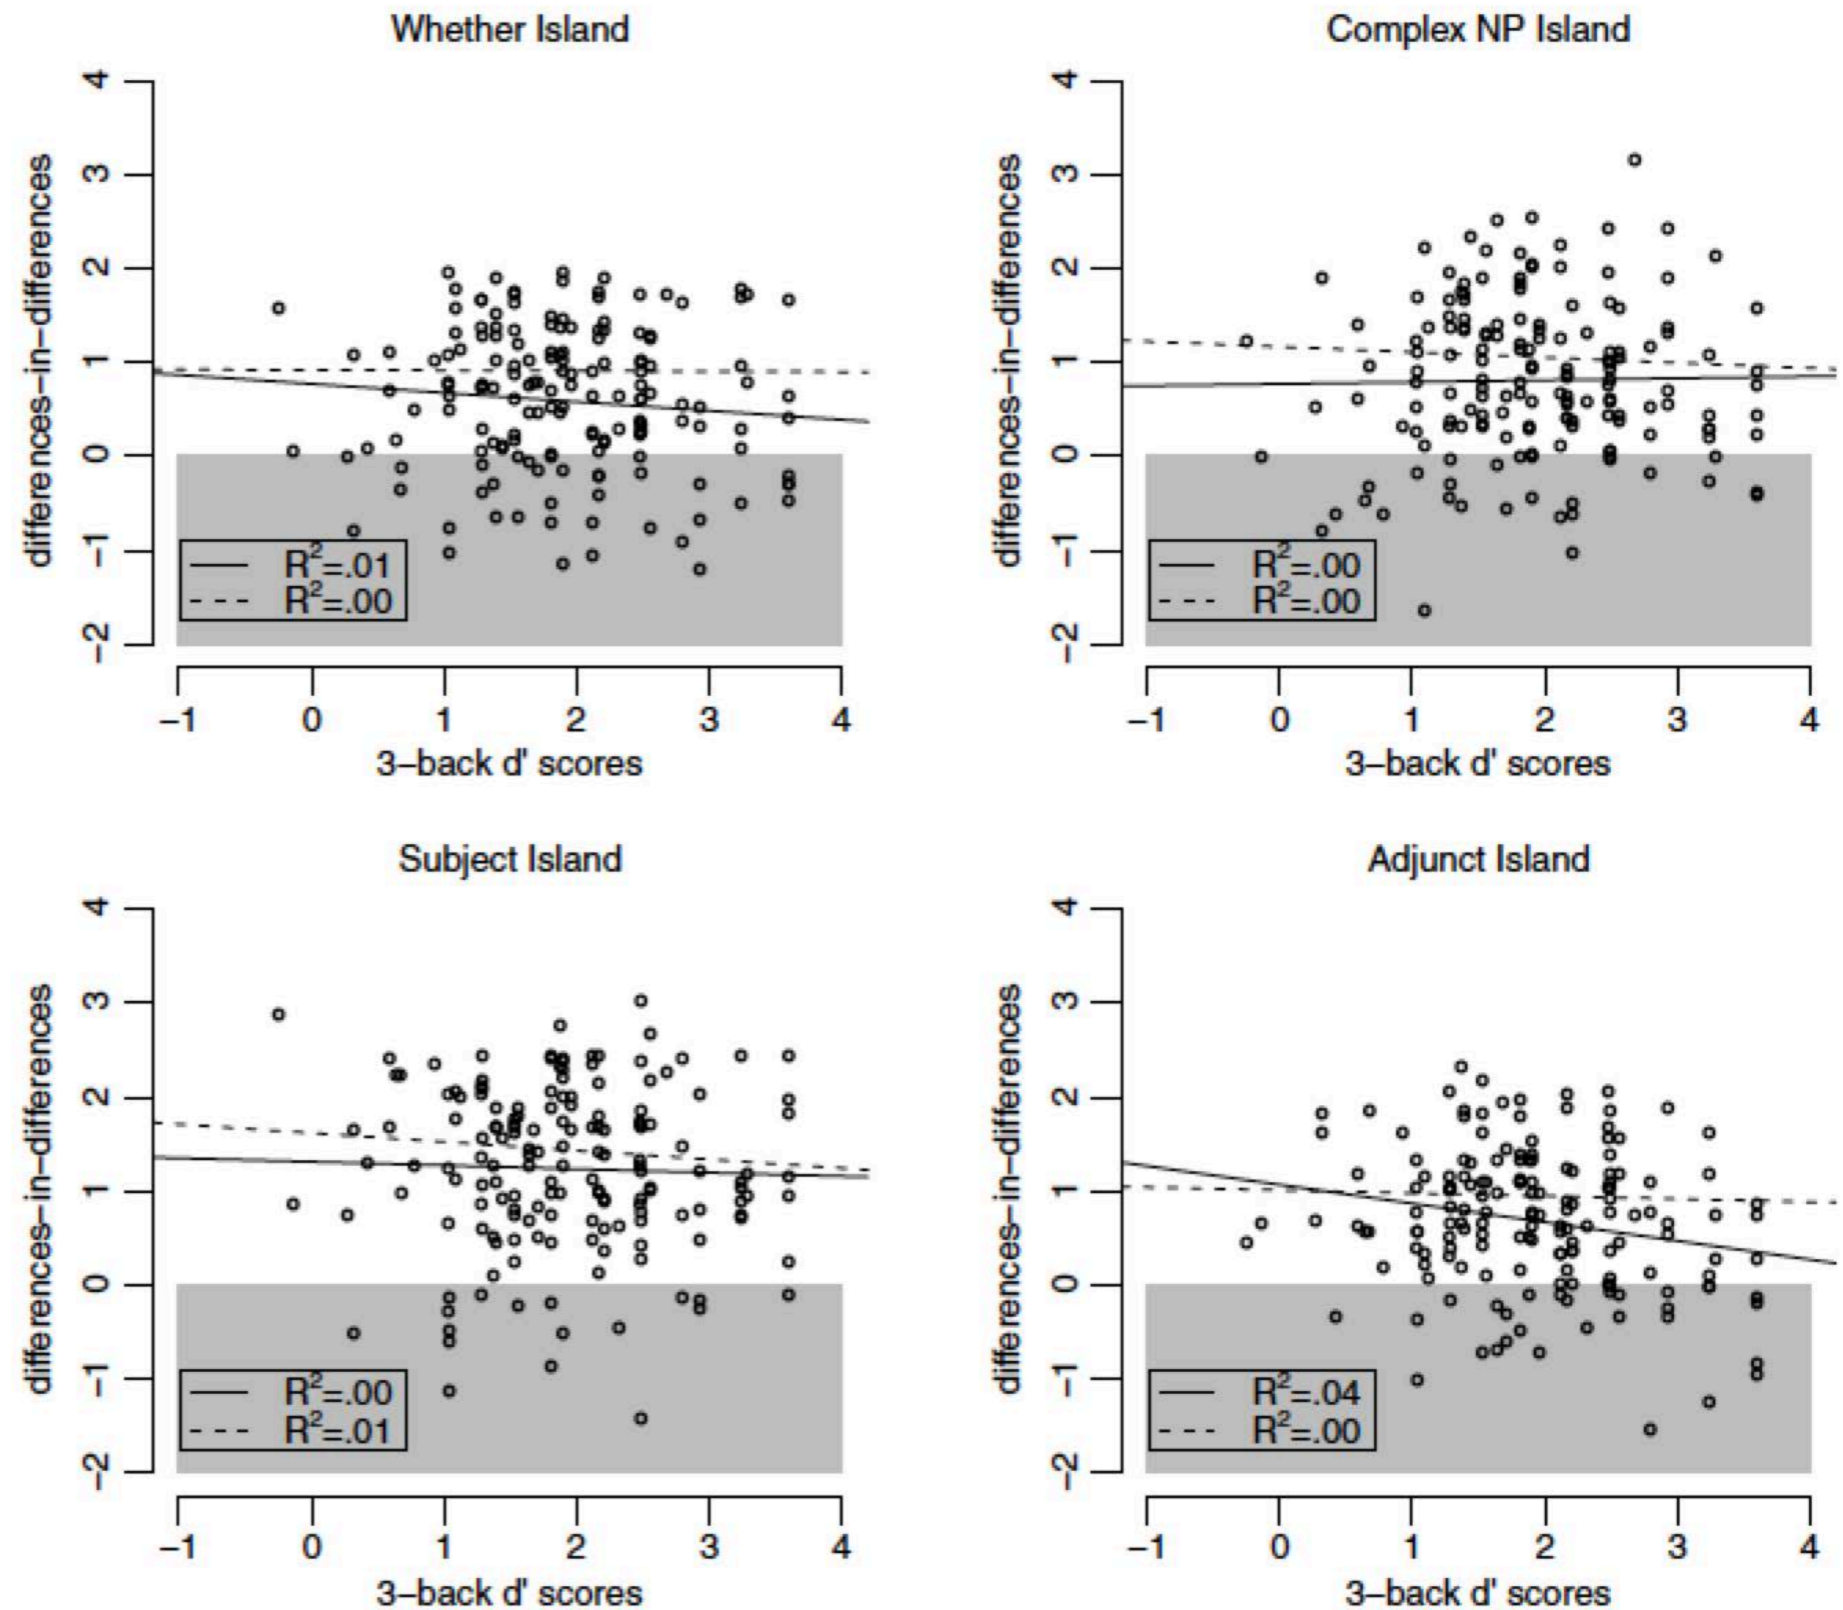 Whether Island
differences-in-differences
4
3
2
1
0
−1
−2
R²=.01
R²=.00
−1 0 1 2 3 4
3−back d' scores
Complex NP Island
differences-in-differences
4
3
2
1
0
−1
−2
R²=.00
R²=.00
−1 0 1 2 3 4
3−back d' scores
Subject Island
differences-in-differences
4
3
2
1
0
−1
−2
R²=.00
R²=.01
−1 0 1 2 3 4
3−back d' scores
Adjunct Island
differences-in-differences
4
3
2
1
0
−1
−2
R²=.04
R²=.00
−1 0 1 2 3 4
3−back d' scores